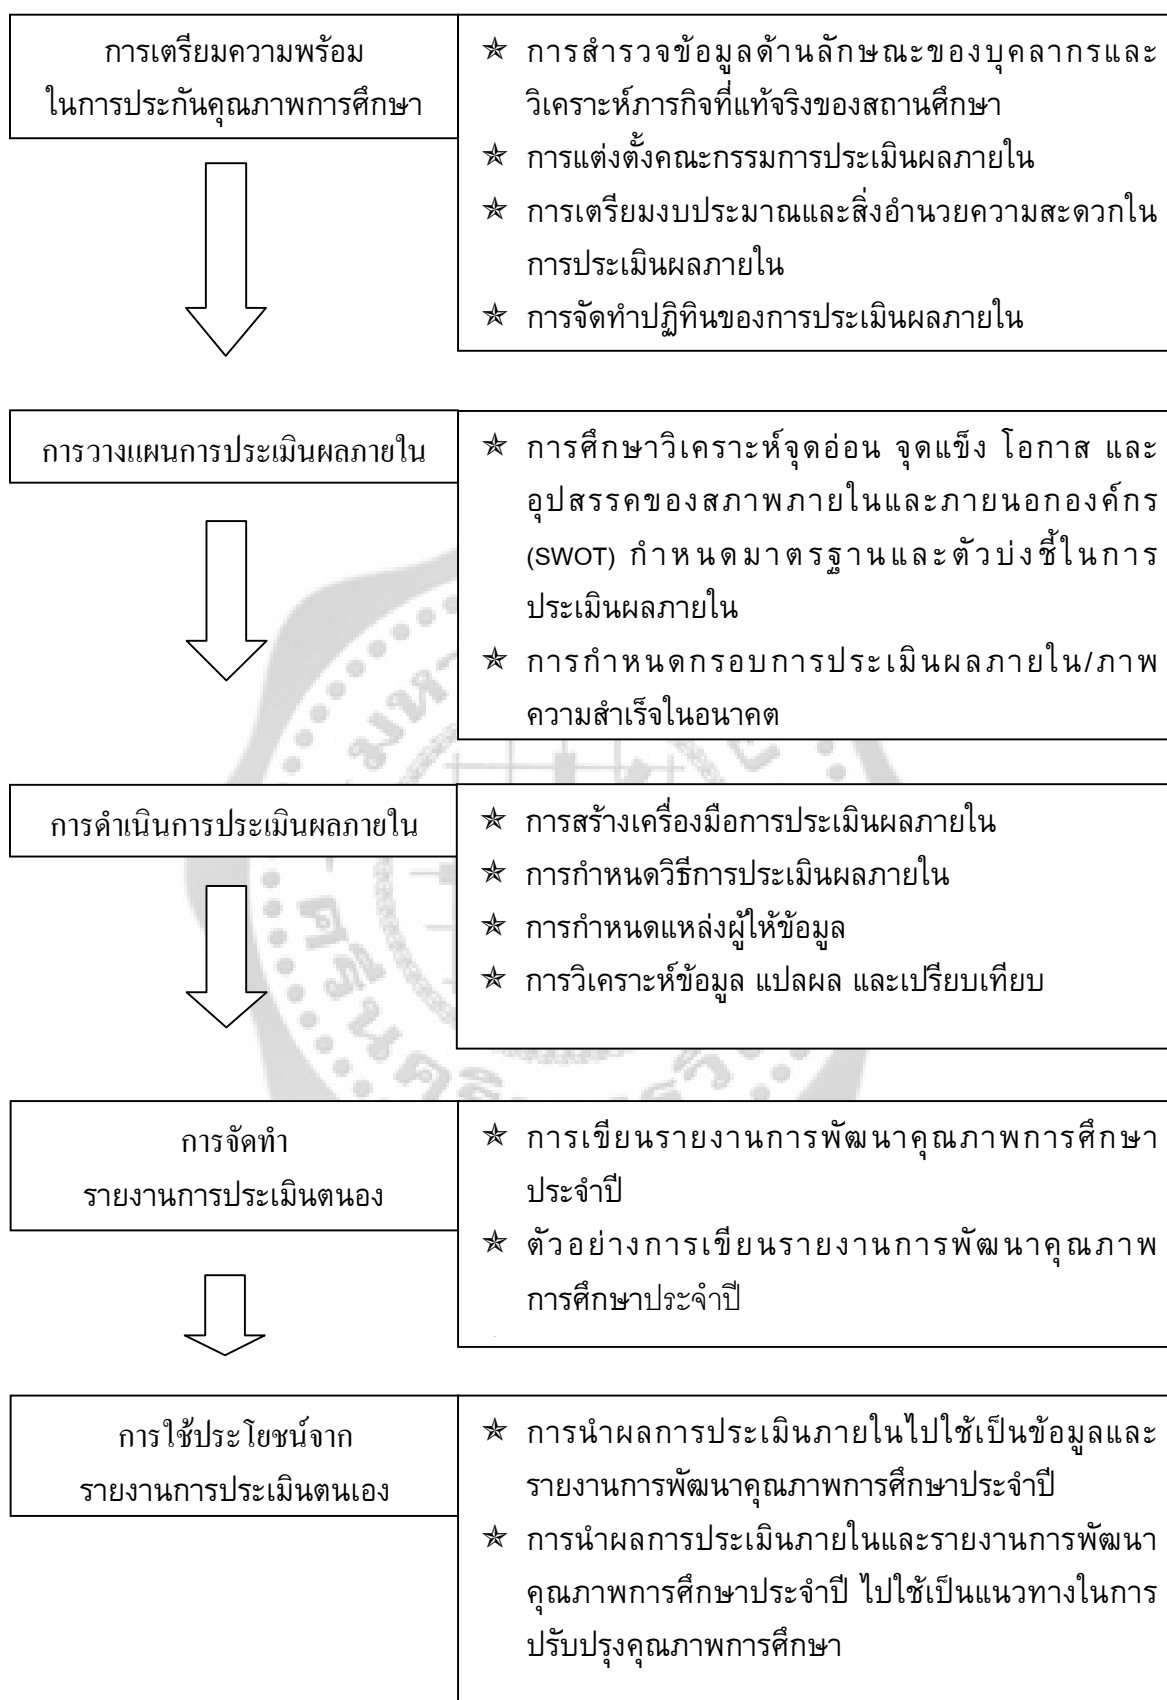 การเตรียมความพร้อม
ในการประกันคุณภาพการศึกษา
✯ การสำรวจข้อมูลด้านลักษณะของบุคลากรและ
วิเคราะห์ภารกิจที่แท้จริงของสถานศึกษา
✯ การแต่งตั้งคณะกรรมการประเมินผลภายใน
✯ การเตรียมงบประมาณและสิ่งอำนวยความสะดวกใน
การประเมินผลภายใน
✯ การจัดทำปฏิทินของการประเมินผลภายใน
การวางแผนการประเมินผลภายใน
✯ การศึกษาวิเคราะห์จุดอ่อน จุดแข็ง โอกาส และ
อุปสรรคของสภาพภายในและภายนอกองค์กร
(SWOT) กำหนดมาตรฐานและตัวบ่งชี้ในการ
ประเมินผลภายใน
✯ การกำหนดกรอบการประเมินผลภายใน/ภาพ
ความสำเร็จในอนาคต
การดำเนินการประเมินผลภายใน
✯ การสร้างเครื่องมือการประเมินผลภายใน
✯ การกำหนดวิธีการประเมินผลภายใน
✯ การกำหนดแหล่งผู้ให้ข้อมูล
✯ การวิเคราะห์ข้อมูล แปลผล และเปรียบเทียบ
การจัดทำ
รายงานการประเมินตนอง
✯ การเขียนรายงานการพัฒนาคุณภาพการศึกษา
ประจำปี
✯ ตัวอย่างการเขียนรายงานการพัฒนาคุณภาพ
การศึกษาประจำปี
การใช้ประโยชน์จาก
รายงานการประเมินตนเอง
✯ การนำผลการประเมินภายในไปใช้เป็นข้อมูลและ
รายงานการพัฒนาคุณภาพการศึกษาประจำปี
✯ การนำผลการประเมินภายในและรายงานการพัฒนา
คุณภาพการศึกษาประจำปี ไปใช้เป็นแนวทางในการ
ปรับปรุงคุณภาพการศึกษา